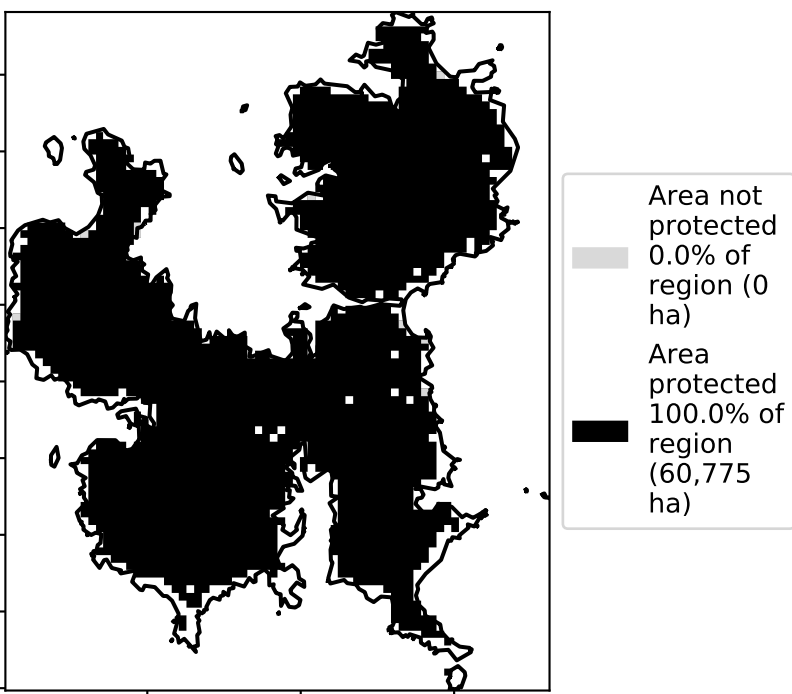 Area not
protected
0.0% of
region (0
ha)
Area
protected
100.0% of
region
(60,775
ha)